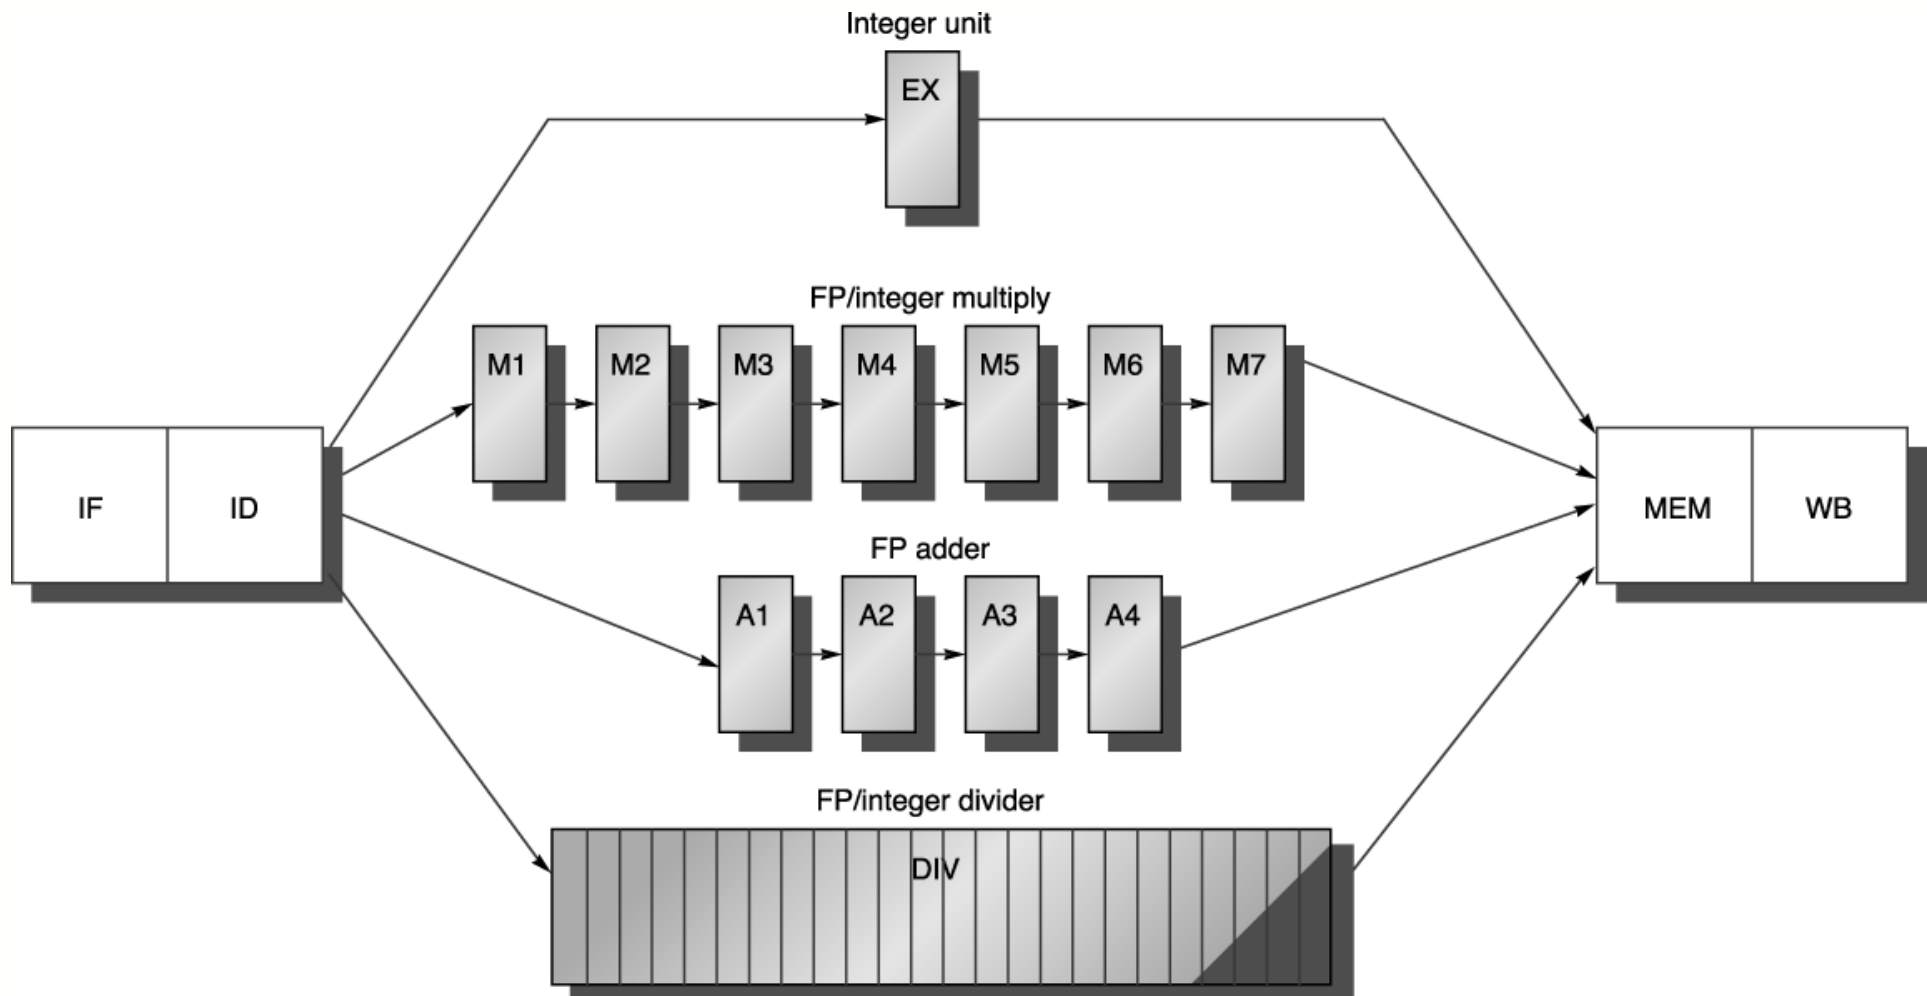 Integer unit
EX
FP/integer multiply
M1 M2 M3 M4 M5 M6 M7
IF ID
MEM WB
FP adder
A1 A2 A3 A4
FP/integer divider
DIV